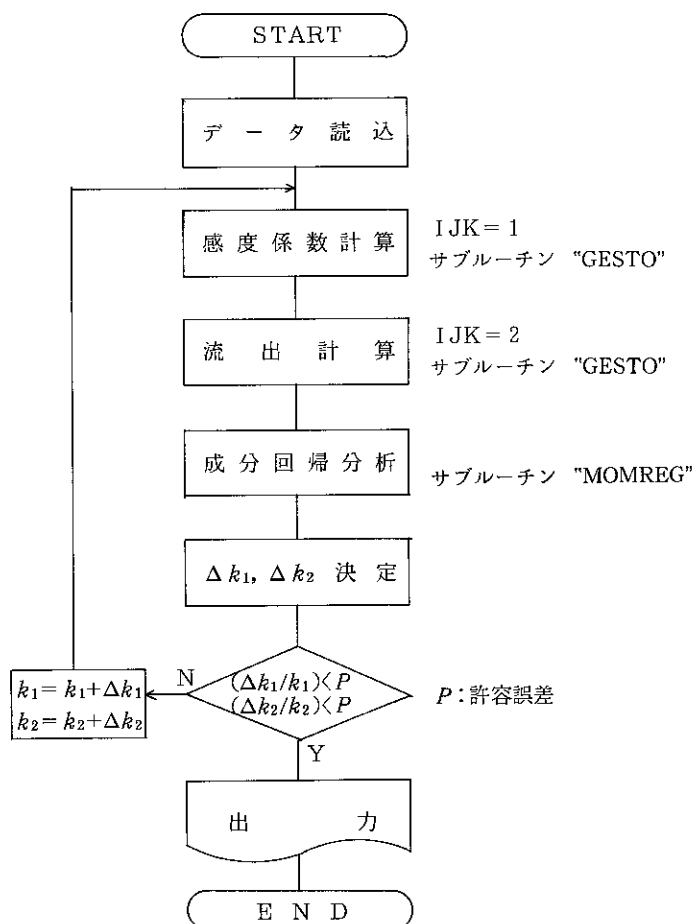 START
データ読込
感度係数計算
IJK=1
サブルーチン "GESTO"
流出計算
IJK=2
サブルーチン "GESTO"
成分回帰分析
サブルーチン "MOMREG"
Δk₁, Δk₂ 決定
(Δk₁/k₁)<P
(Δk₂/k₂)<P
P:許容誤差
N
k₁=k₁+Δk₁
k₂=k₂+Δk₂
Y
出力
END